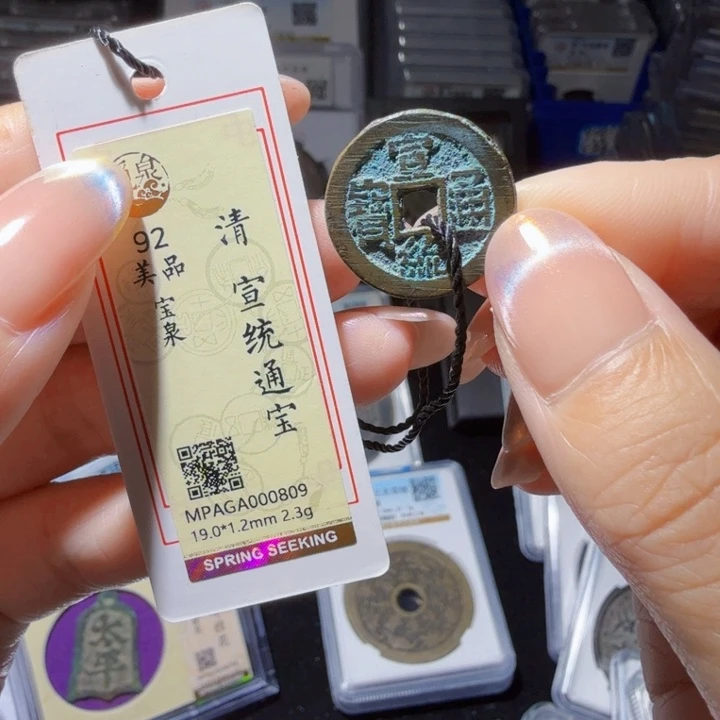 泉
92
美品
宝泉
清
宣统通宝
MPAGA000809
19.0*1.2mm 2.3g
SPRING SEEKING
宣統通寶
太平